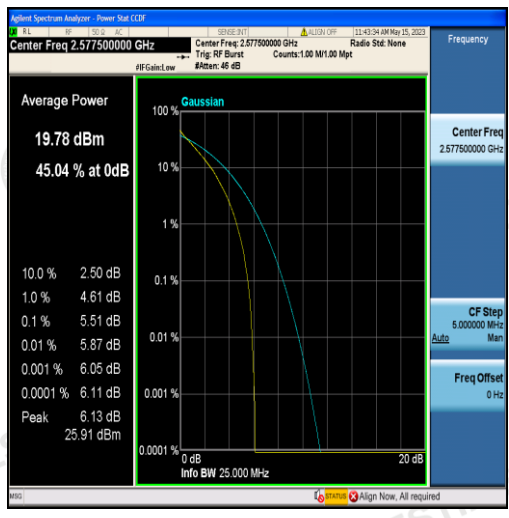 Agilent Spectrum Analyzer - Power Stat CCDF
RL RF 50 Ω AC SENSE:INT ALIGN OFF 11:43:34 AM May 15, 2023
Center Freq 2.577500000 GHz
Center Freq: 2.577500000 GHz Radio Std: None
Trig: RF Burst Counts:1.00 M/1.00 Mpt
#IFGain:Low #Atten: 46 dB
Frequency
Average Power
19.78 dBm
45.04 % at 0dB
10.0 % 2.50 dB
1.0 % 4.61 dB
0.1 % 5.51 dB
0.01 % 5.87 dB
0.001 % 6.05 dB
0.0001 % 6.11 dB
Peak 6.13 dB
25.91 dBm
Gaussian
100 %
10 %
1 %
0.1 %
0.01 %
0.001 %
0.0001 %
0 dB 20 dB
Info BW 25.000 MHz
Center Freq
2.577500000 GHz
CF Step
5.000000 MHz
Auto Man
Freq Offset
0 Hz
MSG STATUS Align Now, All required